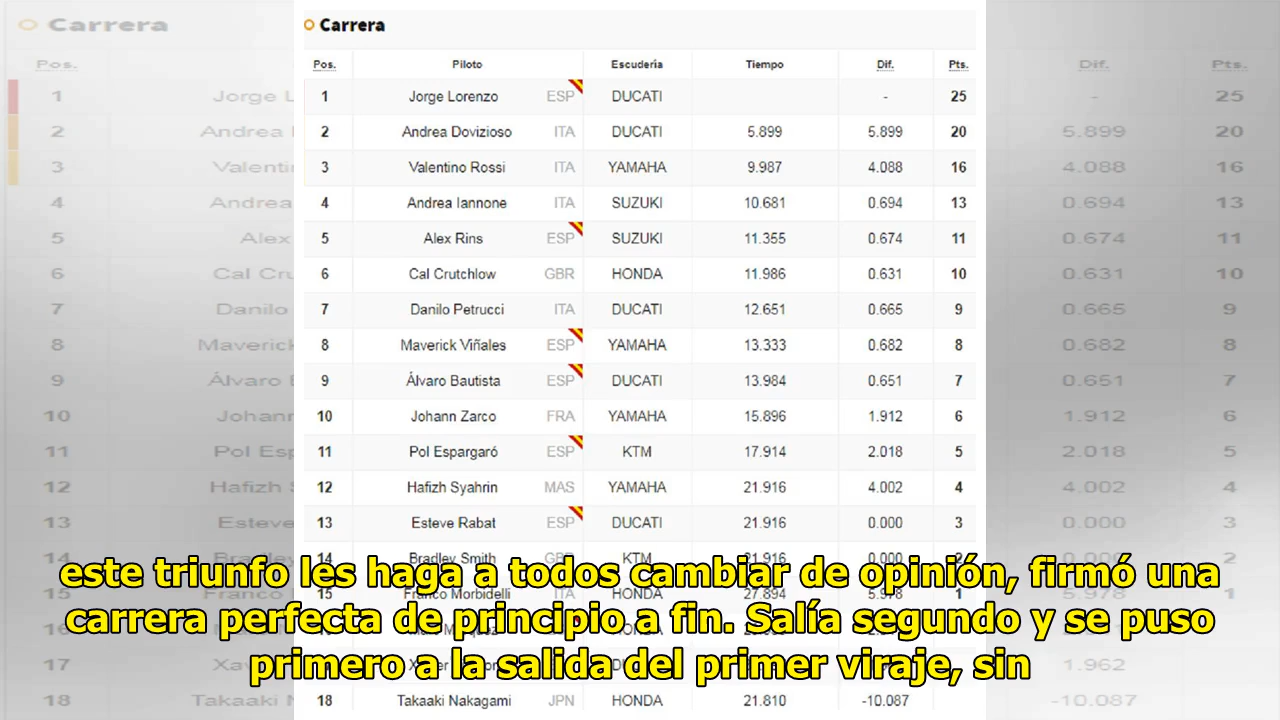 Carrera
Pos. Piloto Escudería Tiempo Dif. Pts.
1 Jorge Lorenzo ESP DUCATI - 25
2 Andrea Dovizioso ITA DUCATI 5.899 5.899 20
3 Valentino Rossi ITA YAMAHA 9.987 4.088 16
4 Andrea Iannone ITA SUZUKI 10.681 0.694 13
5 Alex Rins ESP SUZUKI 11.355 0.674 11
6 Cal Crutchlow GBR HONDA 11.986 0.631 10
7 Danilo Petrucci ITA DUCATI 12.651 0.665 9
8 Maverick Viñales ESP YAMAHA 13.333 0.682 8
9 Álvaro Bautista ESP DUCATI 13.984 0.651 7
10 Johann Zarco FRA YAMAHA 15.896 1.912 6
11 Pol Espargaró ESP KTM 17.914 2.018 5
12 Hafizh Syahrin MAS YAMAHA 21.916 4.002 4
13 Esteve Rabat ESP DUCATI 21.916 0.000 3
14 Bradley Smith GBR KTM 21.916 0.000 2
este triunfo les haga a todos cambiar de opinión, firmó una
15 Franco Morbidelli ITA HONDA 27.894 5.978 1
carrera perfecta de principio a fin. Salía segundo y se puso
primero a la salida del primer viraje, sin
17
18 Takaaki Nakagami JPN HONDA 21.810 -10.087